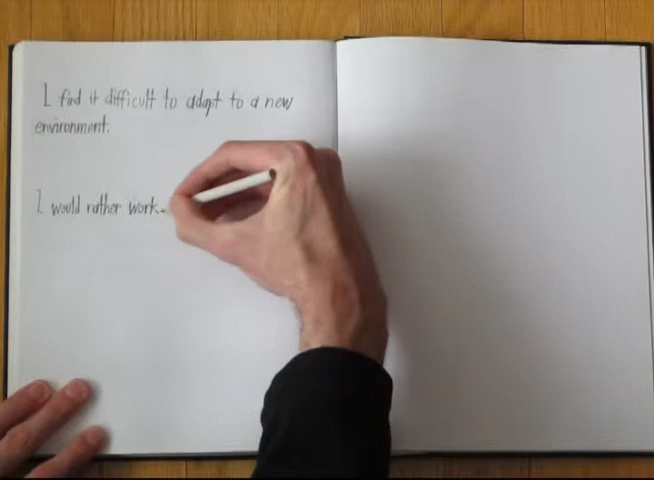 I find it difficult to adapt to a new
environment.
I would rather work